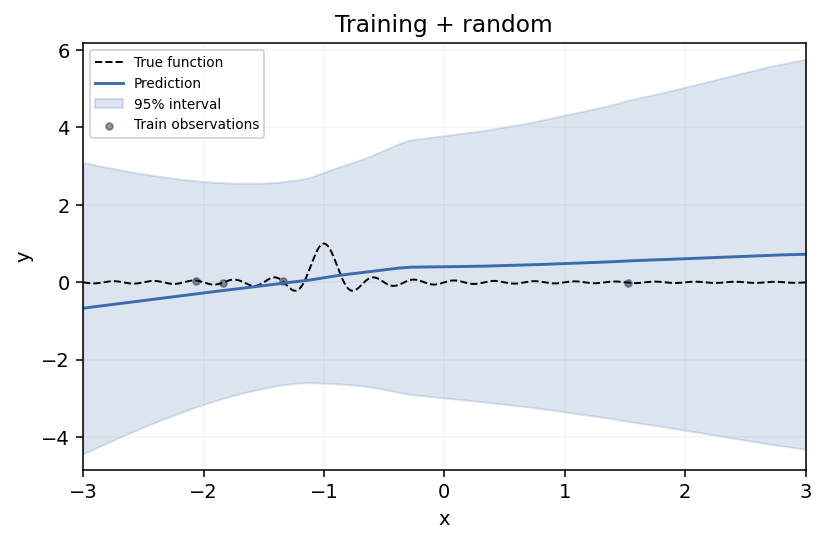 Training + random
True function
Prediction
95% interval
Train observations
6
4
2
0
−2
−4
y
−3
−2
−1
0
1
2
3
x